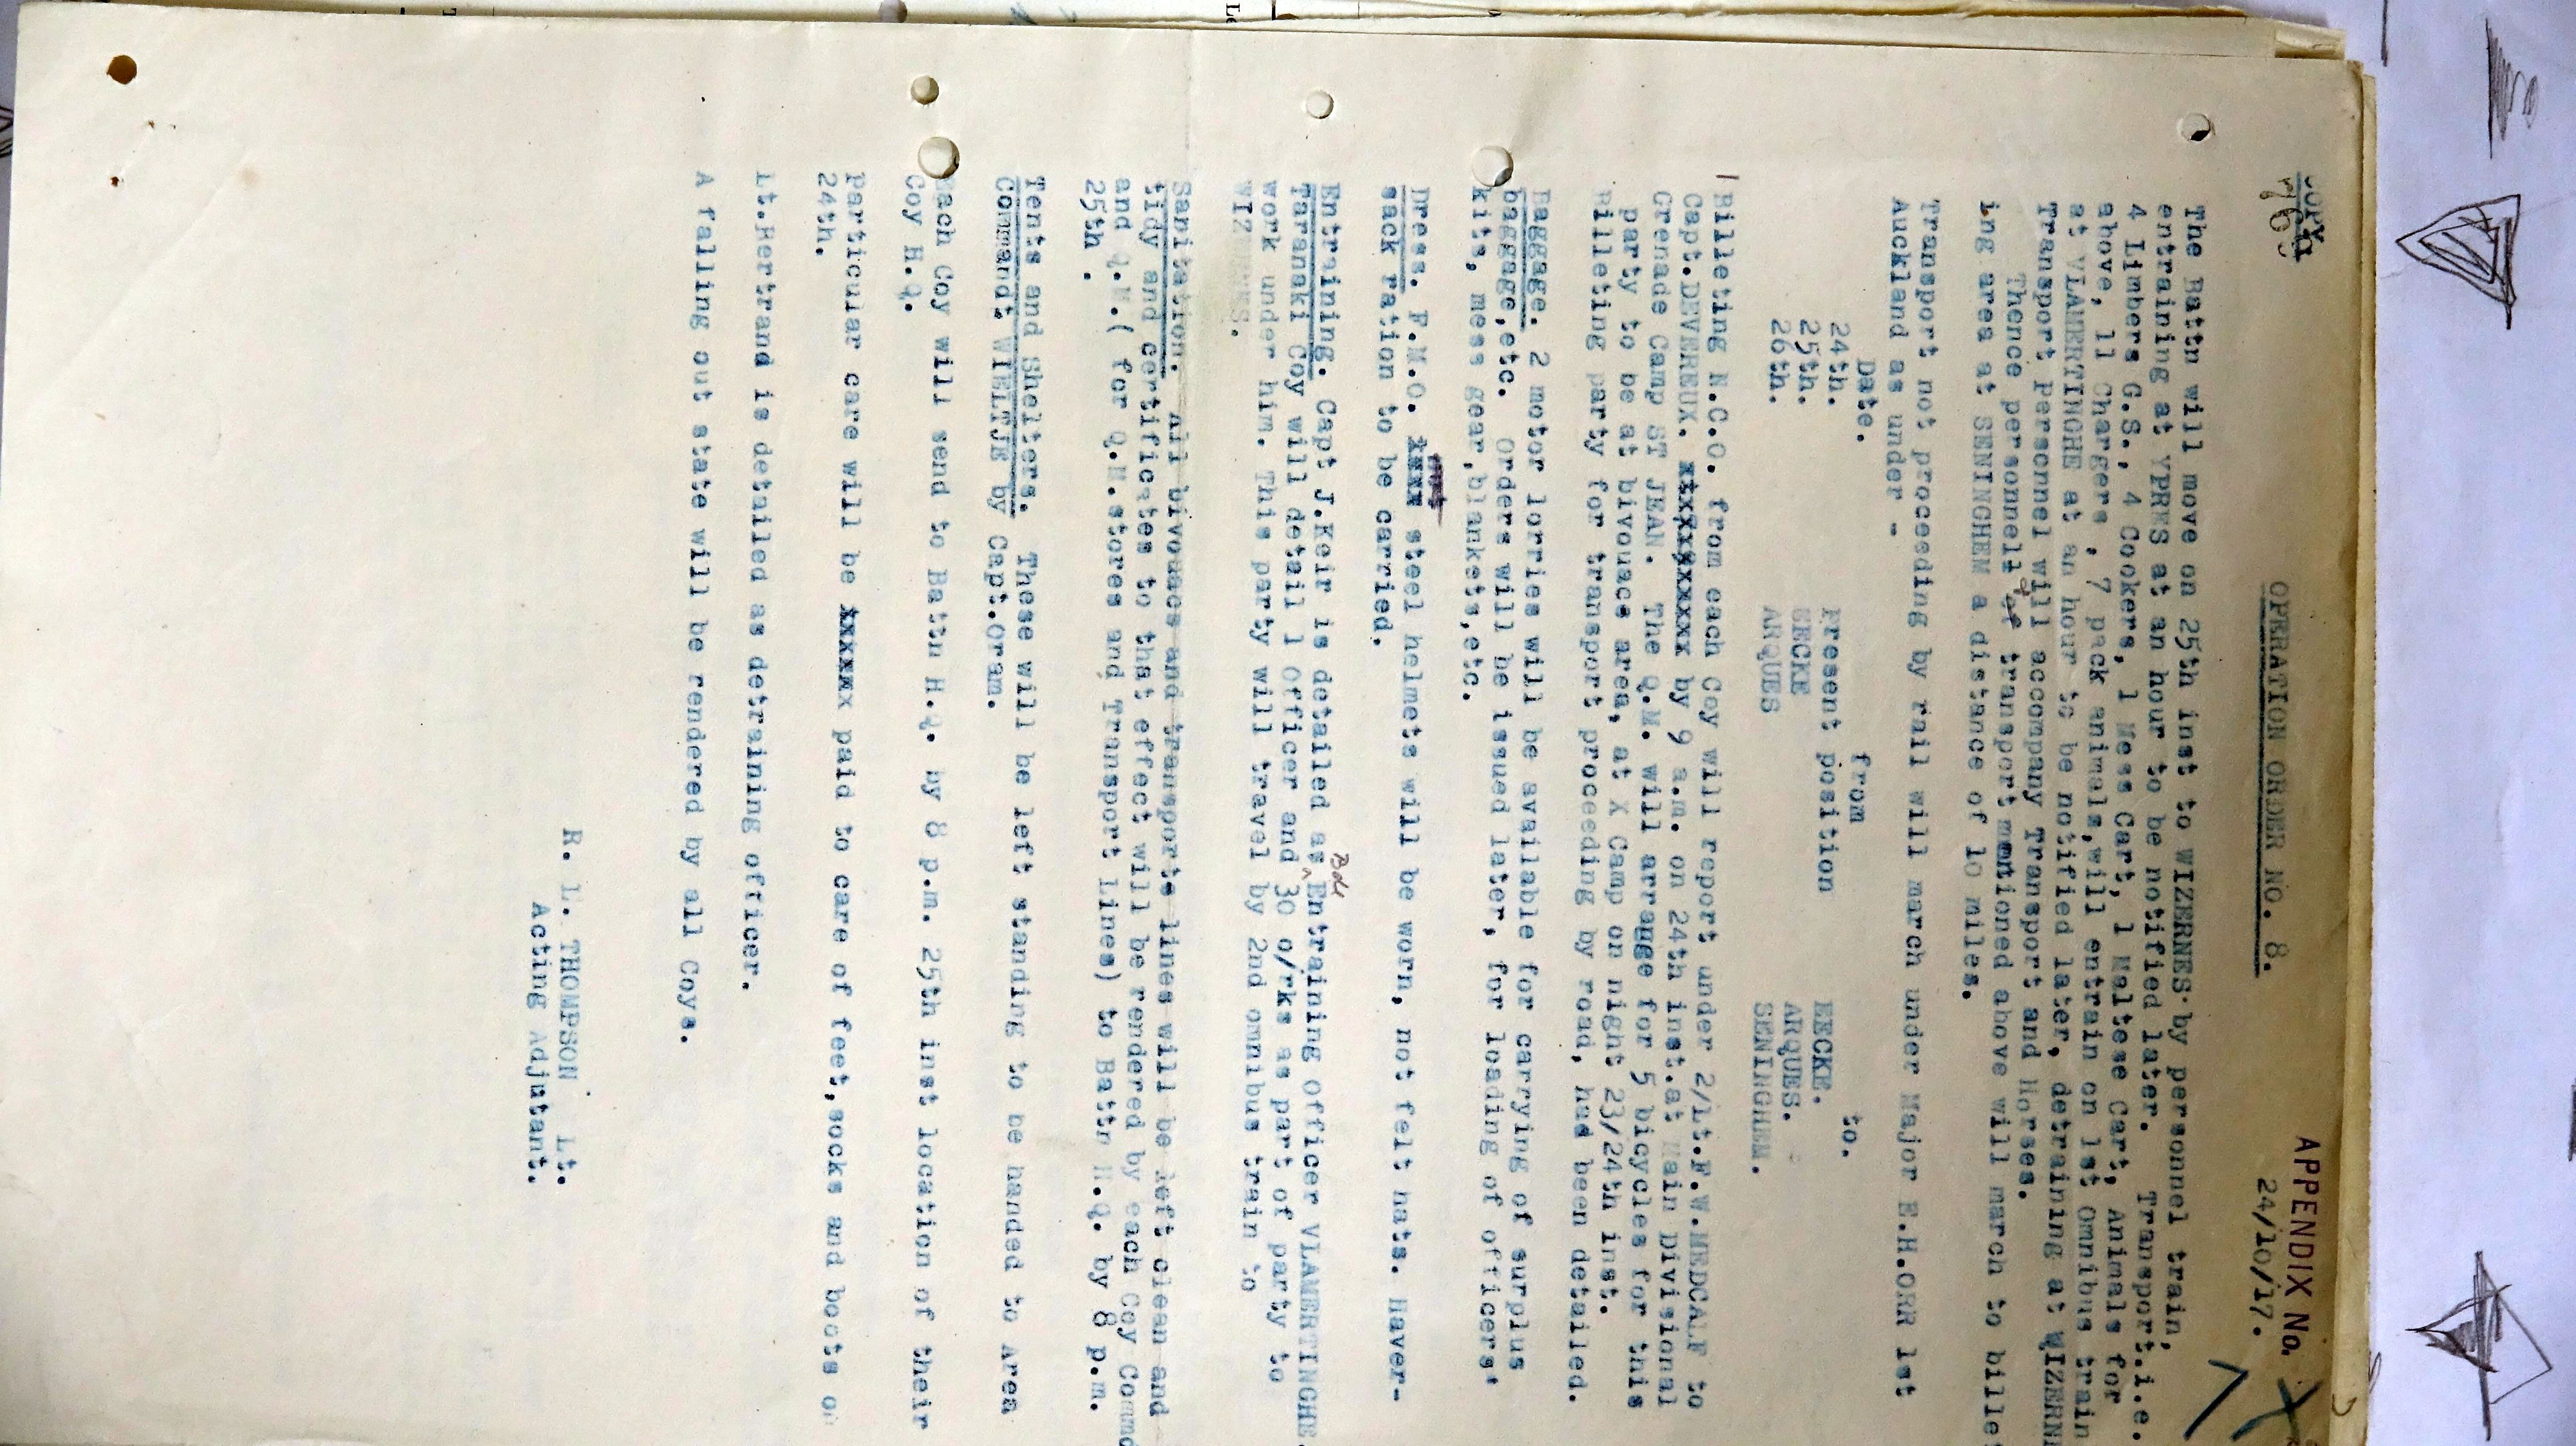 COPY
769
APPENDIX No.
24/10/17.
OPERATION ORDER NO. 8.
The Battn will move on 25th inst to WIZERNES by personnel train,
entraining at YPRES at an hour to be notified later. Transport.i.e.
4 Limbers G.S., 4 Cookers, 1 Mess Cart, 1 Maltese Cart, Animals for
above, 11 Chargers , 7 pack animals,will entrain on 1st Omnibus train
at VLAMERTINGHE at an hour to be notified later, detraining at WIZERN
Transport Personnel will accompany Transport and Horses.
Thence personnell of transport mentioned above will march to billet
ing area at SENINGHEM a distance of 10 miles.
Transport not proceeding by rail will march under Major E.H.ORR 1st
Auckland as under -
Date. from to.
24th. Present position EECKE.
25th. EECKE ARQUES.
26th. ARQUES SENINGHEM.
Billeting N.C.O. from each Coy will report under 2/Lt.F.W.MEDCALF to
Capt.DEVEREUX. by 9 a.m. on 24th inst.at Main Divisional
Grenade Camp ST JEAN. The Q.M. will arrange for 5 bicycles for this
party to be at bivouacs area, at X Camp on night 23/24th inst.
Billeting party for transport proceeding by road, has been detailed.
Baggage. 2 motor lorries will be available for carrying of surplus
baggage,etc. Orders will be issued later, for loading of officers'
kits, mess gear,blankets,etc.
Dress. F.M.O. steel helmets will be worn, not felt hats. Haver-
sack ration to be carried.
Entraining. Capt J.Keir is detailed as Bde Entraining Officer VLAMERTINGHE.
Taranaki Coy will detail 1 Officer and 30 o/rks as part of party to
work under him. This party will travel by 2nd omnibus train to
WIZERNES.
Sanitation. All bivouacs and transports lines will be left clean and
tidy and certificates to that effect will be rendered by each Coy Commd
and Q.M.( for Q.M.stores and Transport Lines) to Battn H.Q. by 8 p.m.
25th .
Tents and Shelters. These will be left standing to be handed to Area
Commandt WIELTJE by Capt.Oram.
Each Coy will send to Battn H.Q. by 8 p.m. 25th inst location of their
Coy H.Q.
Particular care will be paid to care of feet,socks and boots on
24th.
Lt.Bertrand is detailed as detraining officer.
A falling out state will be rendered by all Coys.
R. L. THOMPSON Lt.
Acting Adjutant.